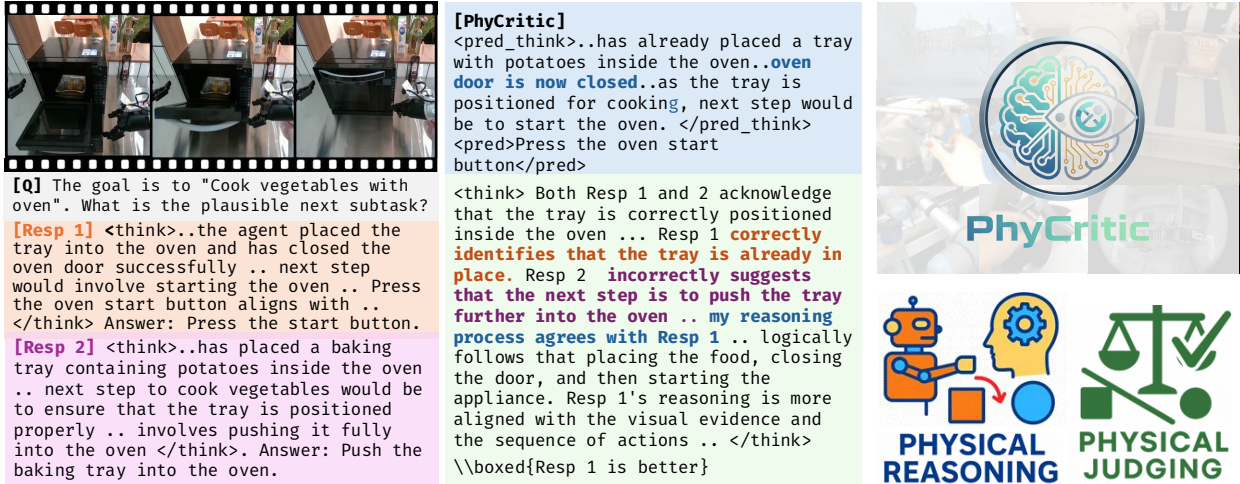 [Q] The goal is to "Cook vegetables with
oven". What is the plausible next subtask?
[Resp 1] <think>..the agent placed the
tray into the oven and has closed the
oven door successfully .. next step
would involve starting the oven .. Press
the oven start button aligns with ..
</think> Answer: Press the start button.
[Resp 2] <think>..has placed a baking
tray containing potatoes inside the oven
.. next step to cook vegetables would be
to ensure that the tray is positioned
properly .. involves pushing it fully
into the oven </think>. Answer: Push the
baking tray into the oven.
[PhyCritic]
<pred_think>..has already placed a tray
with potatoes inside the oven..oven
door is now closed..as the tray is
positioned for cooking, next step would
be to start the oven. </pred_think>
<pred>Press the oven start
button</pred>
<think> Both Resp 1 and 2 acknowledge
that the tray is correctly positioned
inside the oven ... Resp 1 correctly
identifies that the tray is already in
place. Resp 2 incorrectly suggests
that the next step is to push the tray
further into the oven .. my reasoning
process agrees with Resp 1 .. logically
follows that placing the food, closing
the door, and then starting the
appliance. Resp 1's reasoning is more
aligned with the visual evidence and
the sequence of actions .. </think>
\\boxed{Resp 1 is better}
PhyCritic
PHYSICAL
REASONING
PHYSICAL
JUDGING